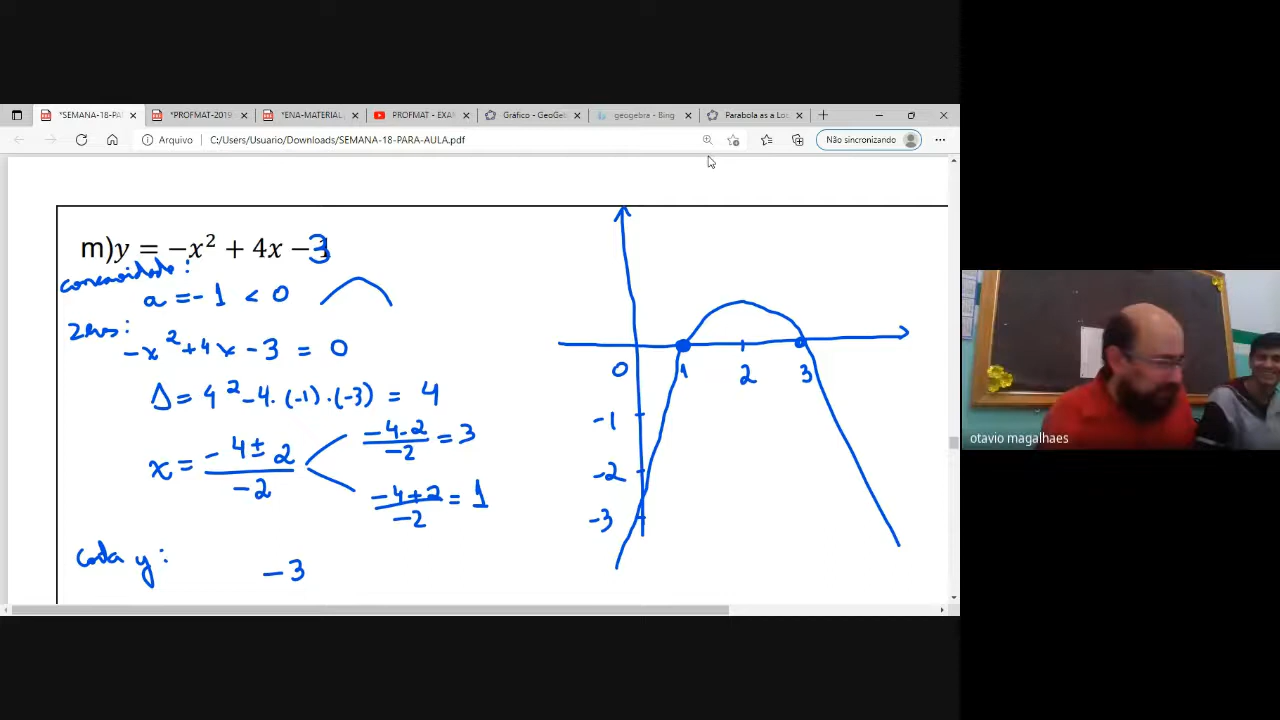 *SEMANA-18-PA
*PROFMAT-2019
*ENA-MATERIAL
PROFMAT - EXA
Gráfico - GeoGe
geogebra - Bing
Parabola as a Lo
Arquivo
C:/Users/Usuario/Downloads/SEMANA-18-PARA-AULA.pdf
Não sincronizando
m)y = −x² + 4x − 3
concavidade:
a = -1 < 0
zeros:
-x² + 4x - 3 = 0
Δ = 4² - 4 · (-1) · (-3) = 4
x = (-4 ± 2)/-2
(-4 - 2)/-2 = 3
(-4 + 2)/-2 = 1
corta y:
-3
0
1
2
3
-1
-2
-3
otavio magalhaes